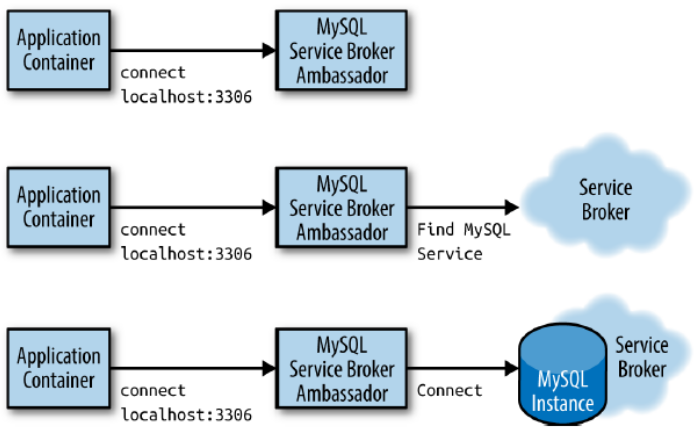 Application
Container
connect
localhost:3306
MySQL
Service Broker
Ambassador
Application
Container
connect
localhost:3306
MySQL
Service Broker
Ambassador
Find MySQL
Service
Service
Broker
Application
Container
connect
localhost:3306
MySQL
Service Broker
Ambassador
Connect
MySQL
Instance
Service
Broker